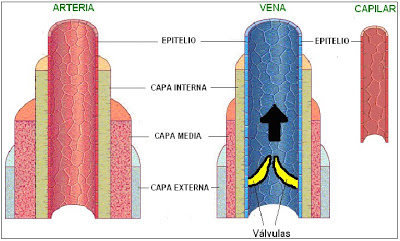 ARTERIA
VENA
CAPILAR
EPITELIO
EPITELIO
CAPA INTERNA
CAPA MEDIA
CAPA EXTERNA
Válvulas